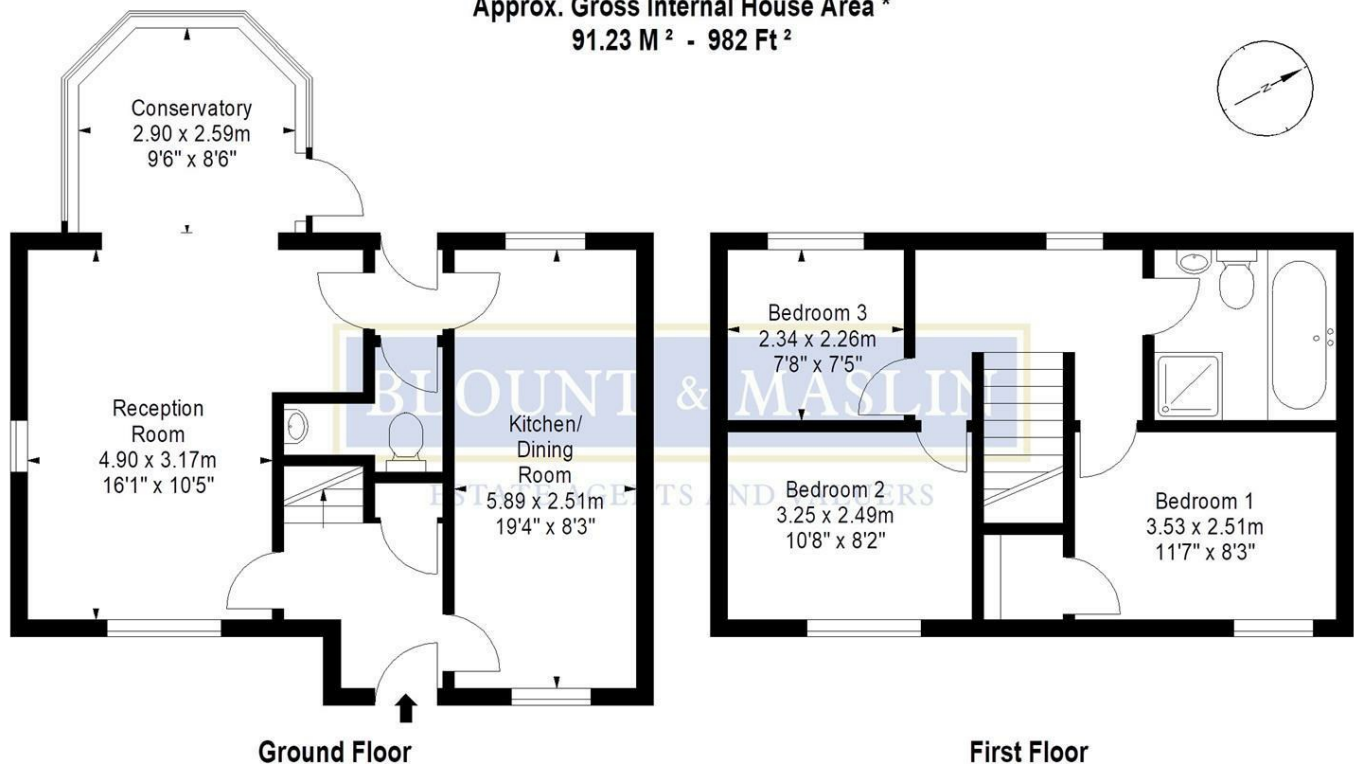 Approx. Gross Internal House Area *
91.23 M ² - 982 Ft ²
N
Conservatory
2.90 x 2.59m
9'6" x 8'6"
Reception
Room
4.90 x 3.17m
16'1" x 10'5"
Kitchen/
Dining
Room
5.89 x 2.51m
19'4" x 8'3"
Bedroom 3
2.34 x 2.26m
7'8" x 7'5"
Bedroom 2
3.25 x 2.49m
10'8" x 8'2"
Bedroom 1
3.53 x 2.51m
11'7" x 8'3"
BLOUNT & MASLIN
ESTATE AGENTS AND VALUERS
Ground Floor
First Floor